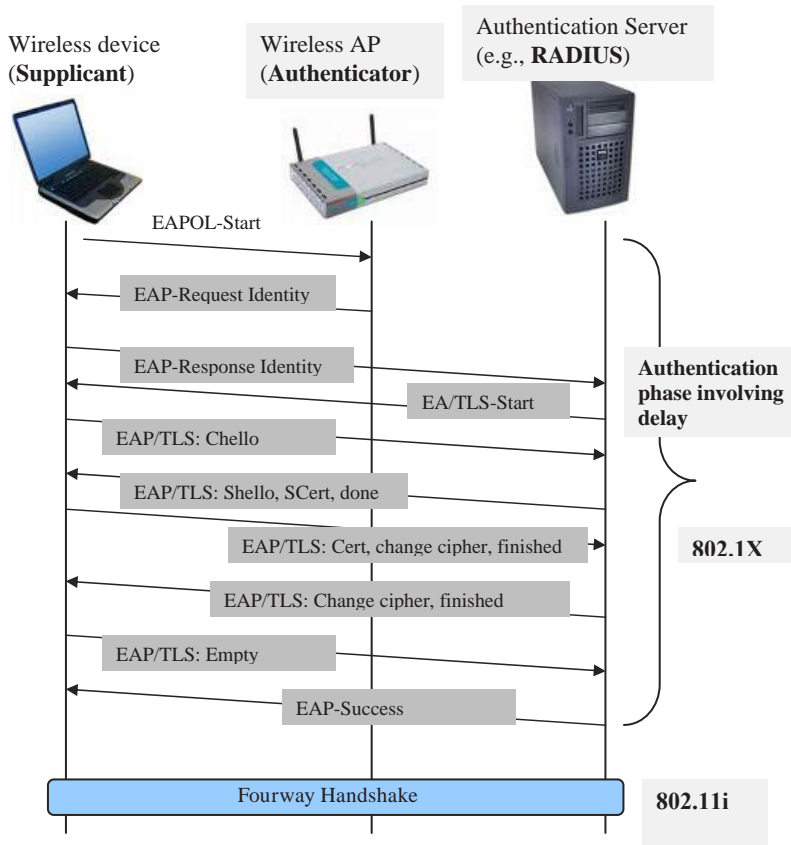 Wireless device
(Supplicant)
Wireless AP
(Authenticator)
Authentication Server
(e.g., RADIUS)
EAPOL-Start
EAP-Request Identity
EAP-Response Identity
EA/TLS-Start
EAP/TLS: Chello
EAP/TLS: Shello, SCert, done
EAP/TLS: Cert, change cipher, finished
EAP/TLS: Change cipher, finished
EAP/TLS: Empty
EAP-Success
Authentication
phase involving
delay
802.1X
Fourway Handshake
802.11i